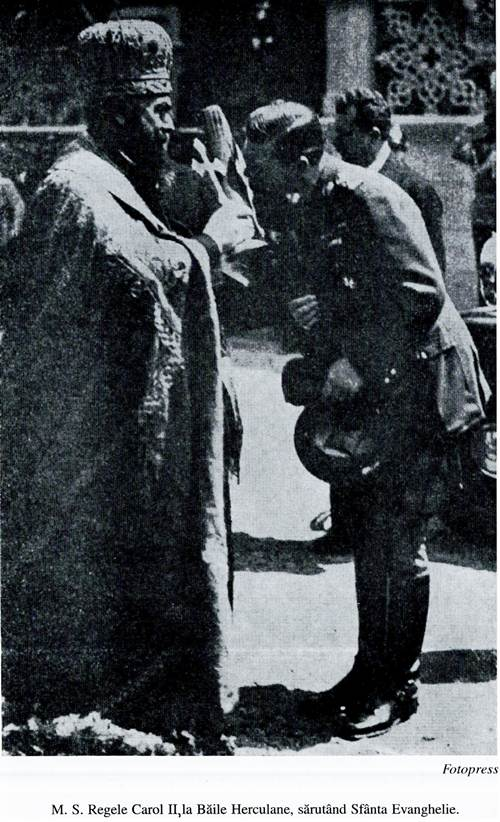 Fotopress
M. S. Regele Carol II, la Băile Herculane, sărutând Sfânta Evanghelie.